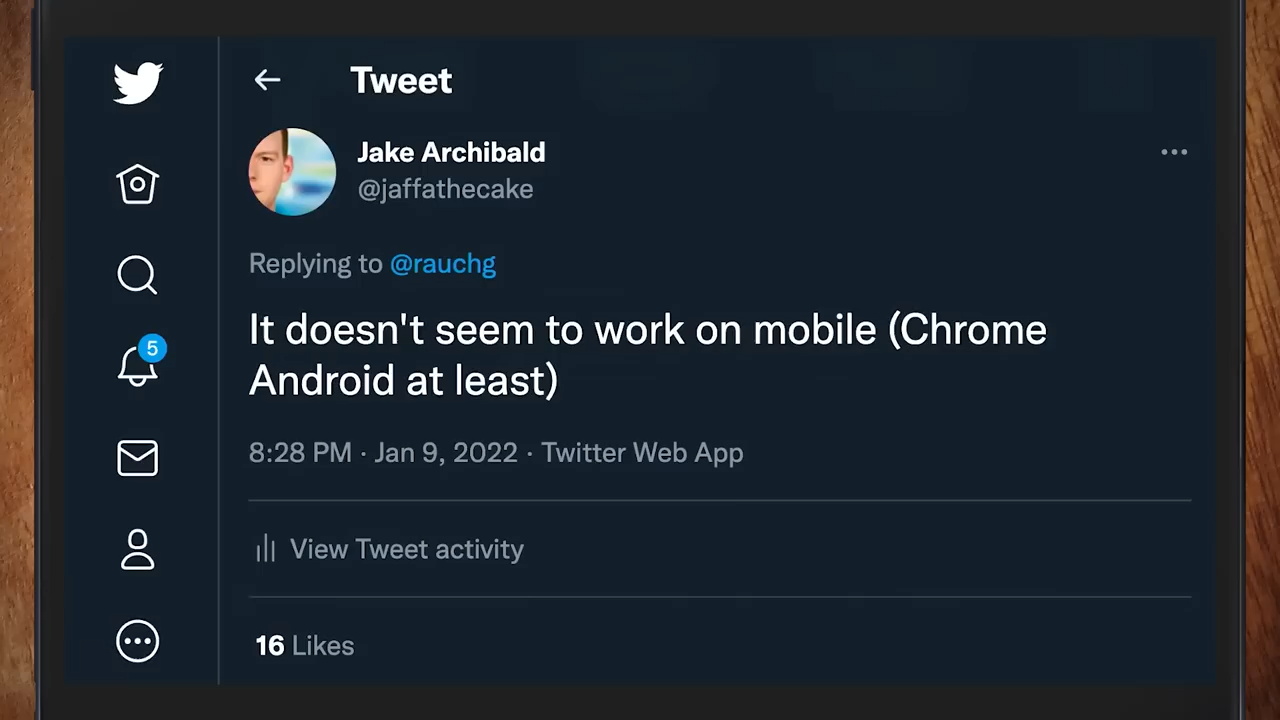 Tweet
Jake Archibald
@jaffathecake
Replying to @rauchg
It doesn't seem to work on mobile (Chrome
Android at least)
5
8:28 PM · Jan 9, 2022 · Twitter Web App
View Tweet activity
16 Likes